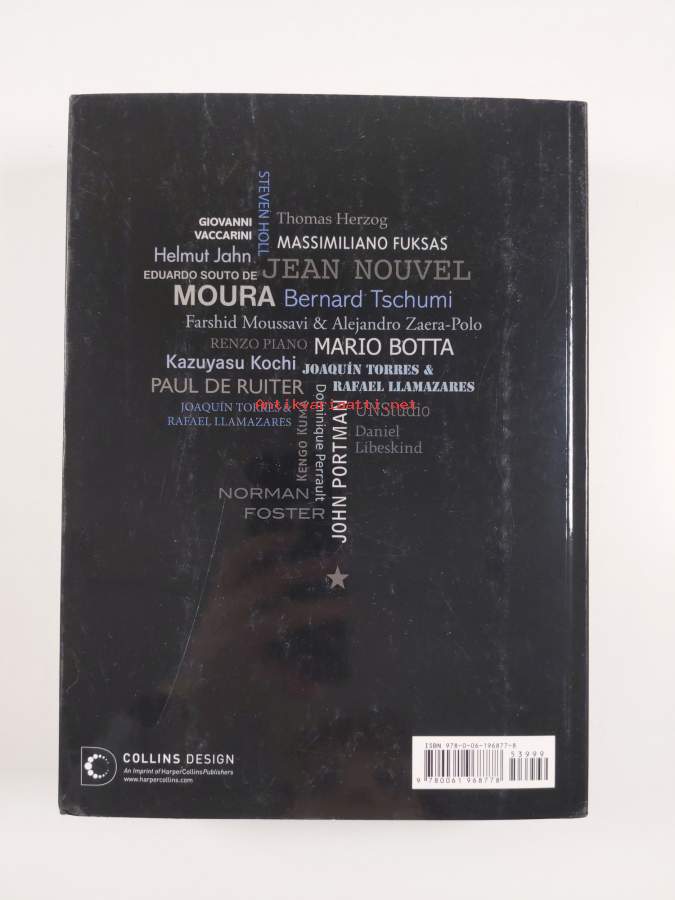 STEVEN HOLL
Thomas Herzog
GIOVANNI
VACCARINI
MASSIMILIANO FUKSAS
Helmut Jahn
EDUARDO SOUTO DE
JEAN NOUVEL
MOURA
Bernard Tschumi
Farshid Moussavi & Alejandro Zaera-Polo
RENZO PIANO
MARIO BOTTA
Kazuyasu Kochi
JOAQUÍN TORRES &
RAFAEL LLAMAZARES
PAUL DE RUITER
JOAQUÍN TORRES &
RAFAEL LLAMAZARES
Antikvariaatti.net
UNStudio
Daniel
Libeskind
KENGO KUMA
Dominique Perrault
JOHN PORTMAN
NORMAN
FOSTER
COLLINS DESIGN
An Imprint of HarperCollinsPublishers
www.harpercollins.com
ISBN 978-0-06-196877-8
53999
9 780061 968778